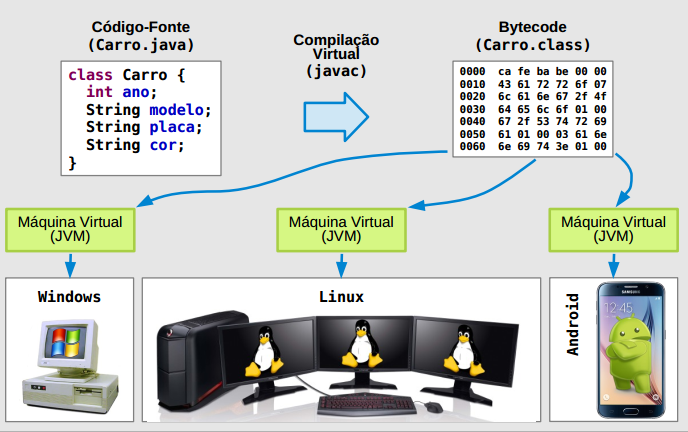 Código-Fonte
(Carro.java)
class Carro {
int ano;
String modelo;
String placa;
String cor;
}
Compilação
Virtual
(javac)
Bytecode
(Carro.class)
0000 ca fe ba be 00 00
0010 43 61 72 72 6f 07
0020 6c 61 6e 67 2f 4f
0030 64 65 6c 6f 01 00
0040 67 2f 53 74 72 69
0050 61 01 00 03 61 6e
0060 6e 69 74 3e 01 00
Máquina Virtual
(JVM)
Máquina Virtual
(JVM)
Máquina Virtual
(JVM)
Windows
Linux
Android
SAMSUNG
12:45